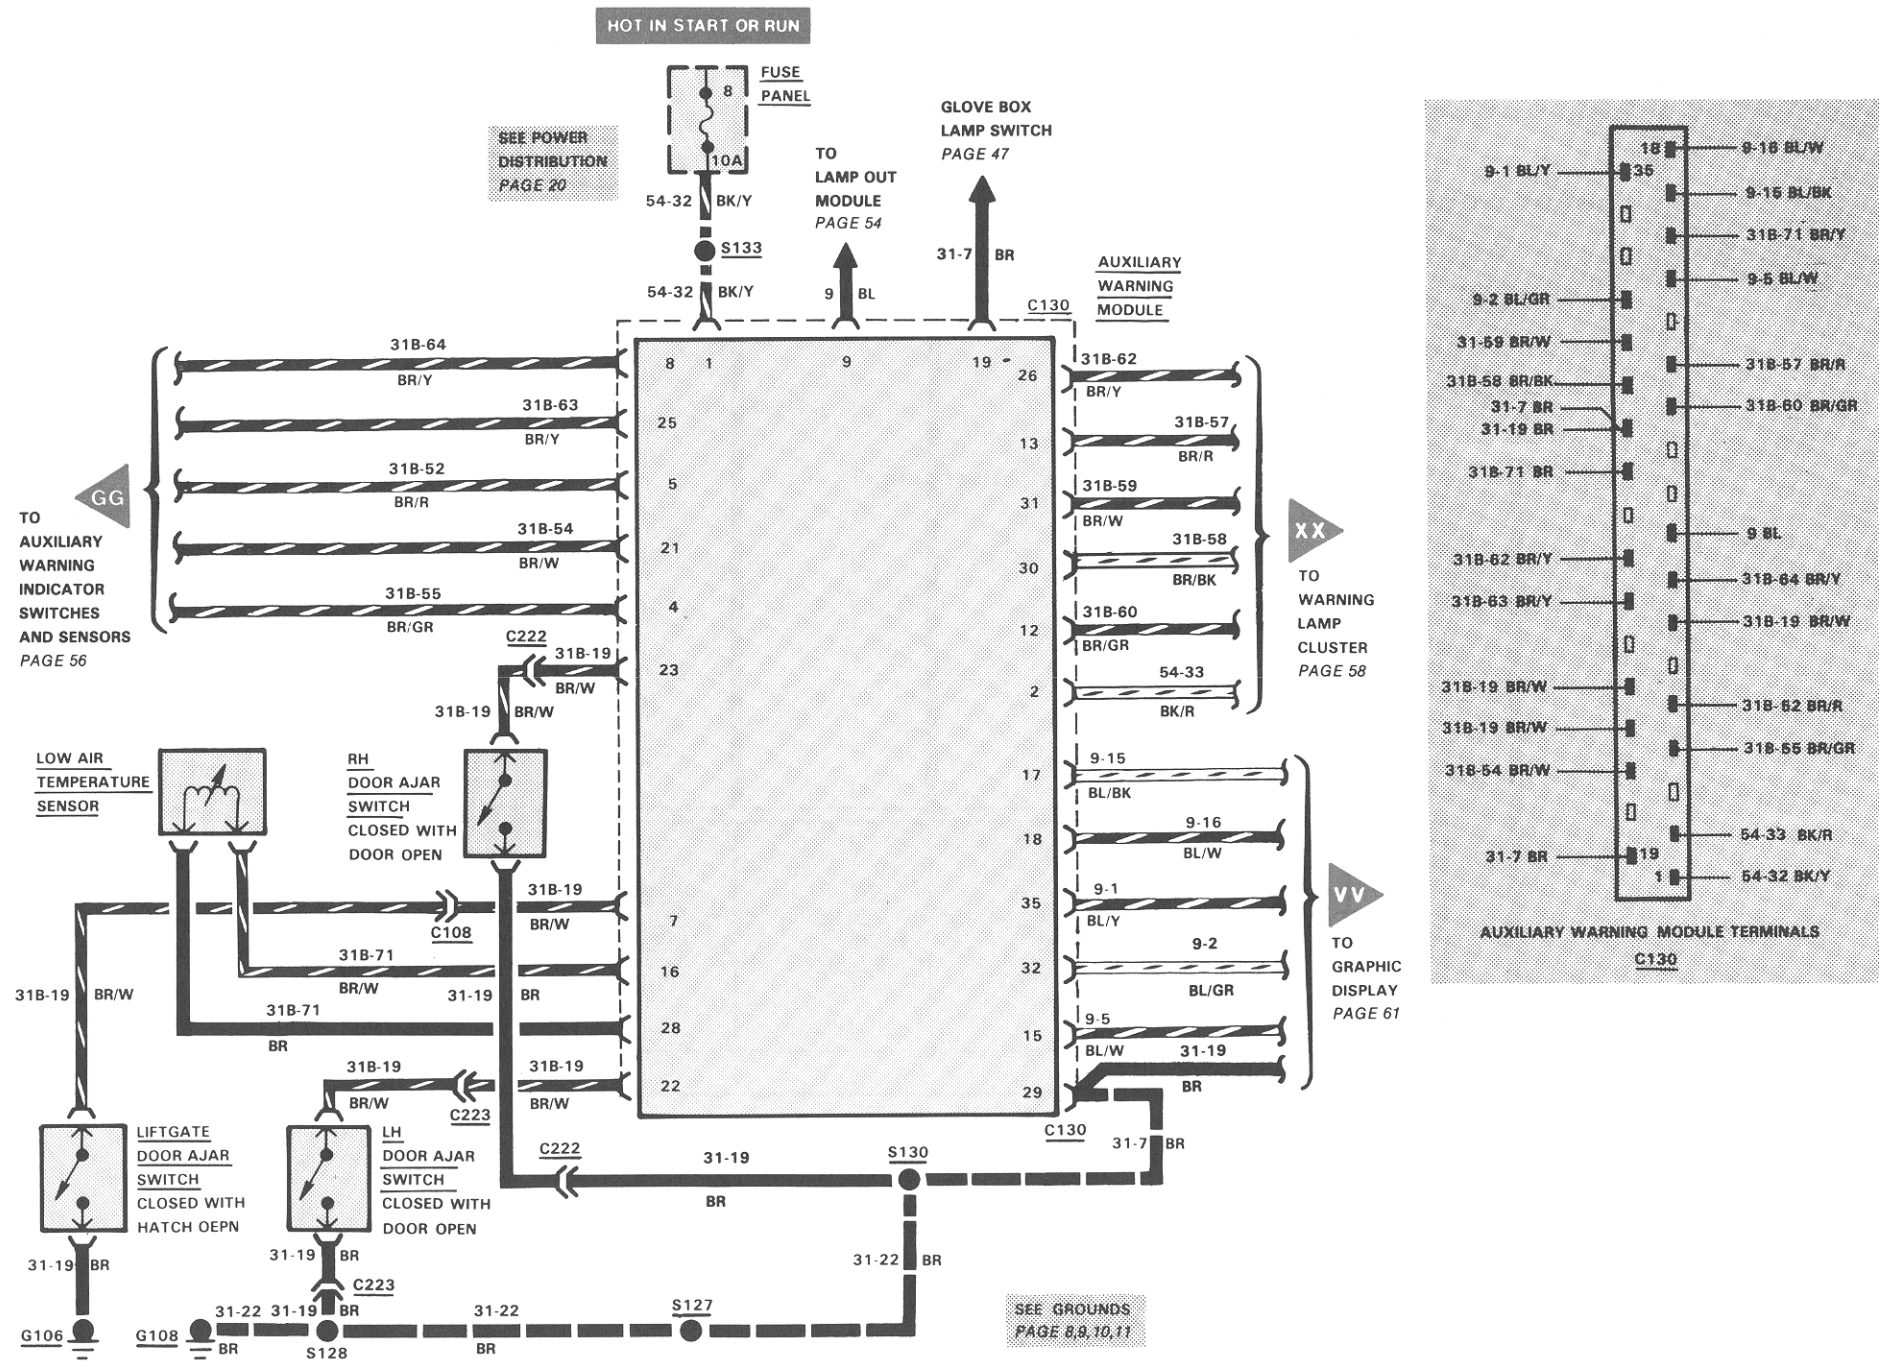 HOT IN START OR RUN
FUSE
PANEL
8
10A
SEE POWER
DISTRIBUTION
PAGE 20
54-32 BK/Y
S133
54-32 BK/Y
TO
LAMP OUT
MODULE
PAGE 54
9 BL
GLOVE BOX
LAMP SWITCH
PAGE 47
31-7 BR
C130
AUXILIARY
WARNING
MODULE
8 1 9 19
31B-64
BR/Y
31B-63
BR/Y
25
31B-52
BR/R
5
31B-54
BR/W
21
31B-55
BR/GR
4
GG
TO
AUXILIARY
WARNING
INDICATOR
SWITCHES
AND SENSORS
PAGE 56
C222
31B-19
BR/W
23
31B-19 BR/W
LOW AIR
TEMPERATURE
SENSOR
RH
DOOR AJAR
SWITCH
CLOSED WITH
DOOR OPEN
31B-19
BR/W
7
C108
31B-71
BR/W
16
31B-19 BR/W
31-19 BR
31B-71
BR
28
31B-19
BR/W
C223
31B-19
BR/W
22
LIFTGATE
DOOR AJAR
SWITCH
CLOSED WITH
HATCH OEPN
LH
DOOR AJAR
SWITCH
CLOSED WITH
DOOR OPEN
31-19 BR
G106
31-19 BR
C223
31-19 BR
G108
31-22
BR
S128
31-22
BR
S127
C222
31-19
BR
S130
31-22 BR
31-7 BR
C130
SEE GROUNDS
PAGE 8,9,10,11
26
31B-62
BR/Y
13
31B-57
BR/R
31
31B-59
BR/W
30
31B-58
BR/BK
12
31B-60
BR/GR
2
54-33
BK/R
XX
TO
WARNING
LAMP
CLUSTER
PAGE 58
17
9-15
BL/BK
18
9-16
BL/W
35
9-1
BL/Y
32
9-2
BL/GR
15
9-5
BL/W
29
31-19
BR
VV
TO
GRAPHIC
DISPLAY
PAGE 61
18 9-16 BL/W
9-1 BL/Y 35
9-15 BL/BK
31B-71 BR/Y
9-5 BL/W
9-2 BL/GR
31-59 BR/W
31B-57 BR/R
31B-58 BR/BK
31B-60 BR/GR
31-7 BR
31-19 BR
31B-71 BR
9 BL
31B-62 BR/Y
31B-64 BR/Y
31B-63 BR/Y
31B-19 BR/W
31B-19 BR/W
31B-52 BR/R
31B-19 BR/W
31B-55 BR/GR
31B-54 BR/W
54-33 BK/R
31-7 BR 19
1 54-32 BK/Y
AUXILIARY WARNING MODULE TERMINALS
C130